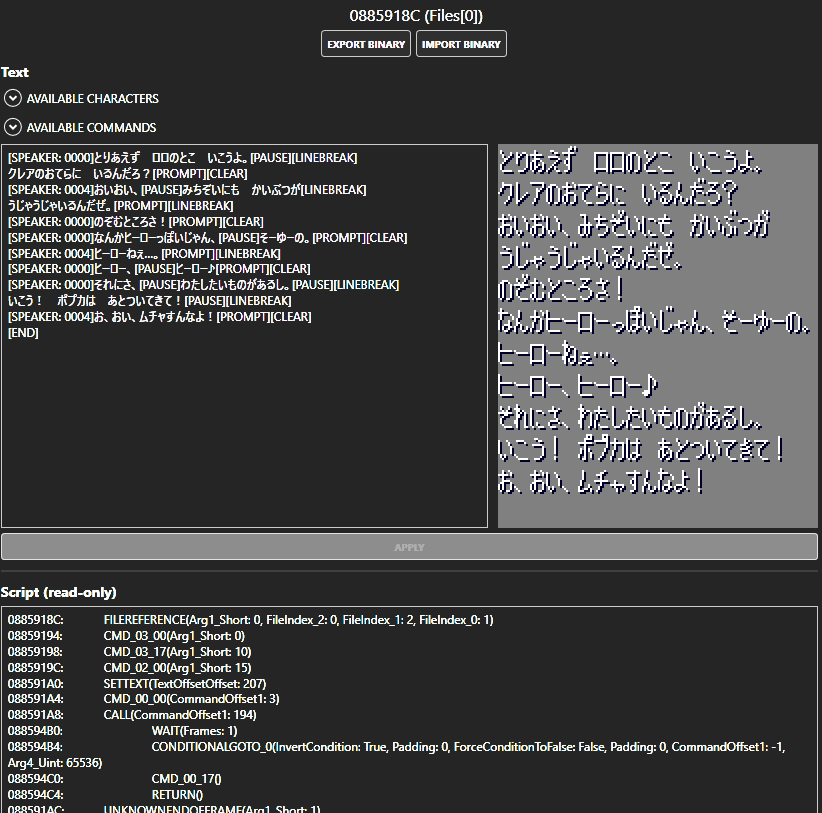 0885918C (Files[0])
EXPORT BINARY IMPORT BINARY
Text
AVAILABLE CHARACTERS
AVAILABLE COMMANDS
[SPEAKER: 0000]とりあえず　ロロのとこ　いこうよ。[PAUSE][LINEBREAK]
クレアのおてらに　いるんだろ？[PROMPT][CLEAR]
[SPEAKER: 0004]おいおい、[PAUSE]みちぞいにも　かいぶつが[LINEBREAK]
うじゃうじゃいるんだぜ。[PROMPT][LINEBREAK]
[SPEAKER: 0000]のぞむところさ！[PROMPT][CLEAR]
[SPEAKER: 0000]なんかヒーローっぽいじゃん、[PAUSE]そーゆーの。[PROMPT][CLEAR]
[SPEAKER: 0004]ヒーローねぇ…。[PROMPT][LINEBREAK]
[SPEAKER: 0000]ヒーロー、[PAUSE]ヒーロー♪[PROMPT][CLEAR]
[SPEAKER: 0000]それにさ、[PAUSE]わたしたいものがあるし。[PAUSE][LINEBREAK]
いこう！　ポプカは　あとついてきて！[PAUSE][LINEBREAK]
[SPEAKER: 0004]お、おい、ムチャすんなよ！[PROMPT][CLEAR]
[END]
とりあえず　ロロのとこ　いこうよ。
クレアのおてらに　いるんだろ？
おいおい、みちぞいにも　かいぶつが
うじゃうじゃいるんだぜ。
のぞむところさ！
なんかヒーローっぽいじゃん、そーゆーの。
ヒーローねぇ…。
ヒーロー、ヒーロー♪
それにさ、わたしたいものがあるし。
いこう！　ポプカは　あとついてきて！
お、おい、ムチャすんなよ！
APPLY
Script (read-only)
0885918C: FILEREFERENCE(Arg1_Short: 0, FileIndex_2: 0, FileIndex_1: 2, FileIndex_0: 1)
08859194: CMD_03_00(Arg1_Short: 0)
08859198: CMD_03_17(Arg1_Short: 10)
0885919C: CMD_02_00(Arg1_Short: 15)
088591A0: SETTEXT(TextOffsetOffset: 207)
088591A4: CMD_00_00(CommandOffset1: 3)
088591A8: CALL(CommandOffset1: 194)
088594B0: WAIT(Frames: 1)
088594B4: CONDITIONALGOTO_0(InvertCondition: True, Padding: 0, ForceConditionToFalse: False, Padding: 0, CommandOffset1: -1,
Arg4_Uint: 65536)
088594C0: CMD_00_17()
088594C4: RETURN()
088591AC: UNKNOWNENDOFFRAME(Arg1_Short: 1)